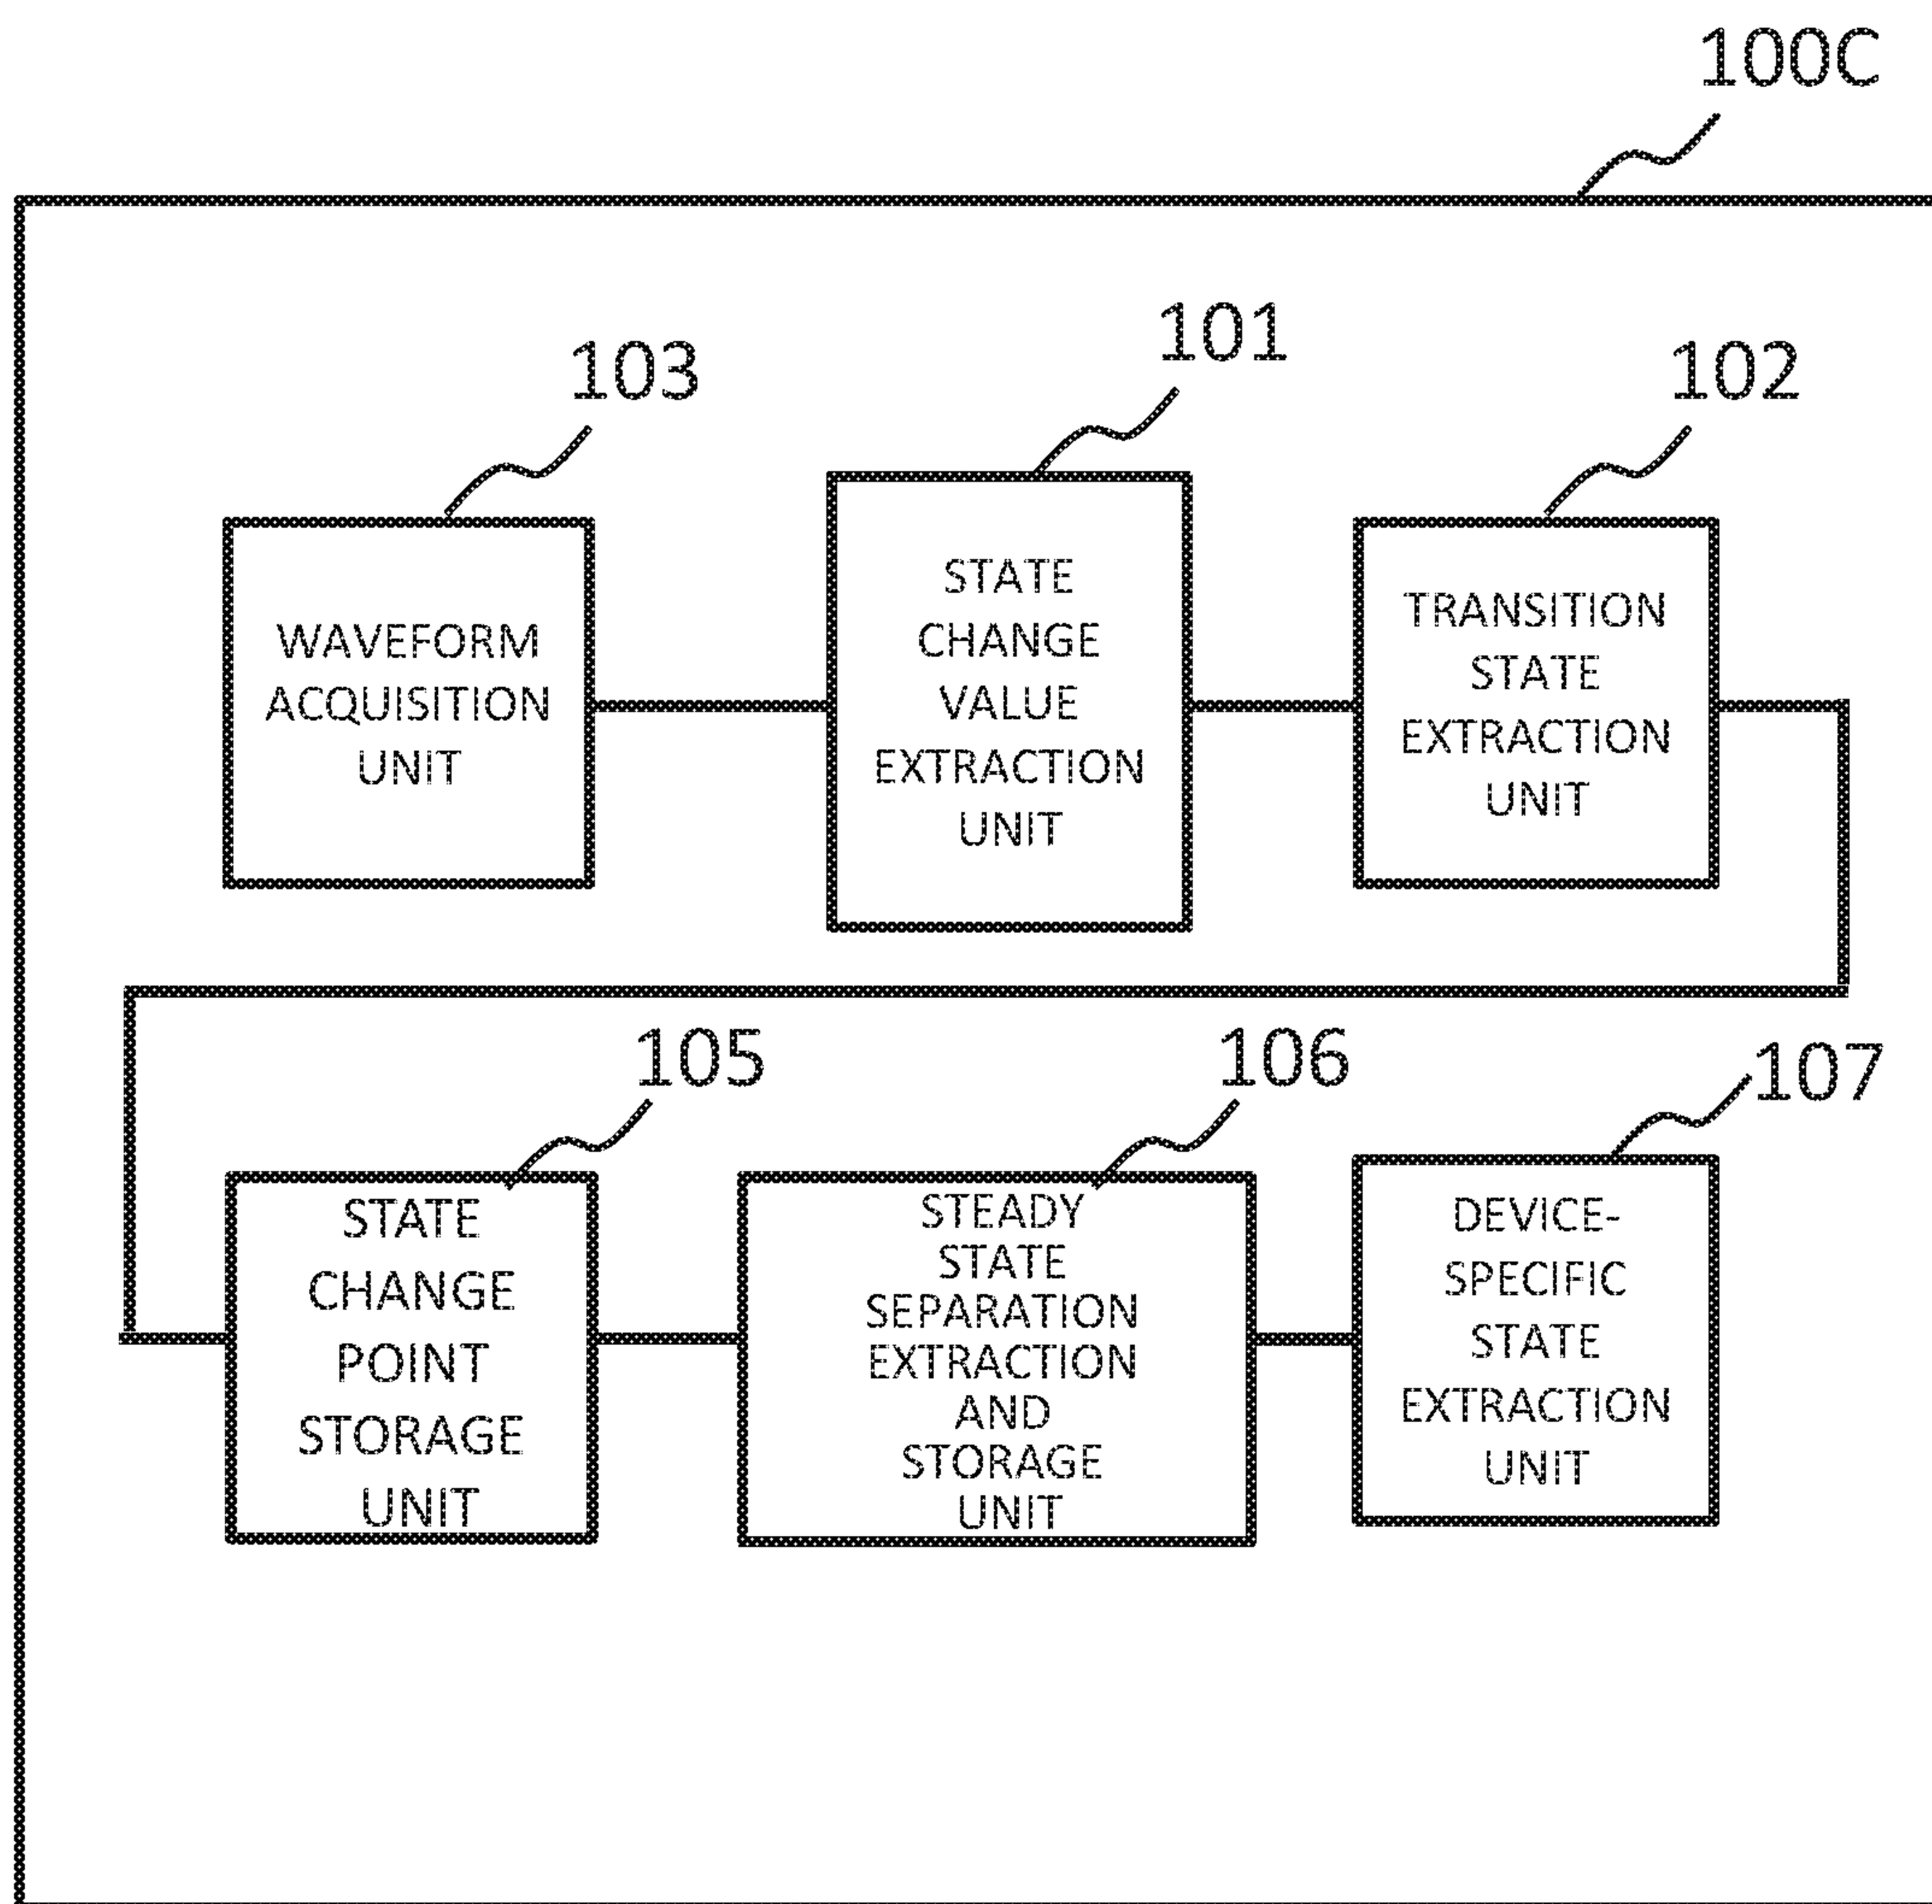 100C
103
101
102
WAVEFORM
ACQUISITION
UNIT
STATE
CHANGE
VALUE
EXTRACTION
UNIT
TRANSITION
STATE
EXTRACTION
UNIT
105
106
107
STATE
CHANGE
POINT
STORAGE
UNIT
STEADY
STATE
SEPARATION
EXTRACTION
AND
STORAGE
UNIT
DEVICE-
SPECIFIC
STATE
EXTRACTION
UNIT